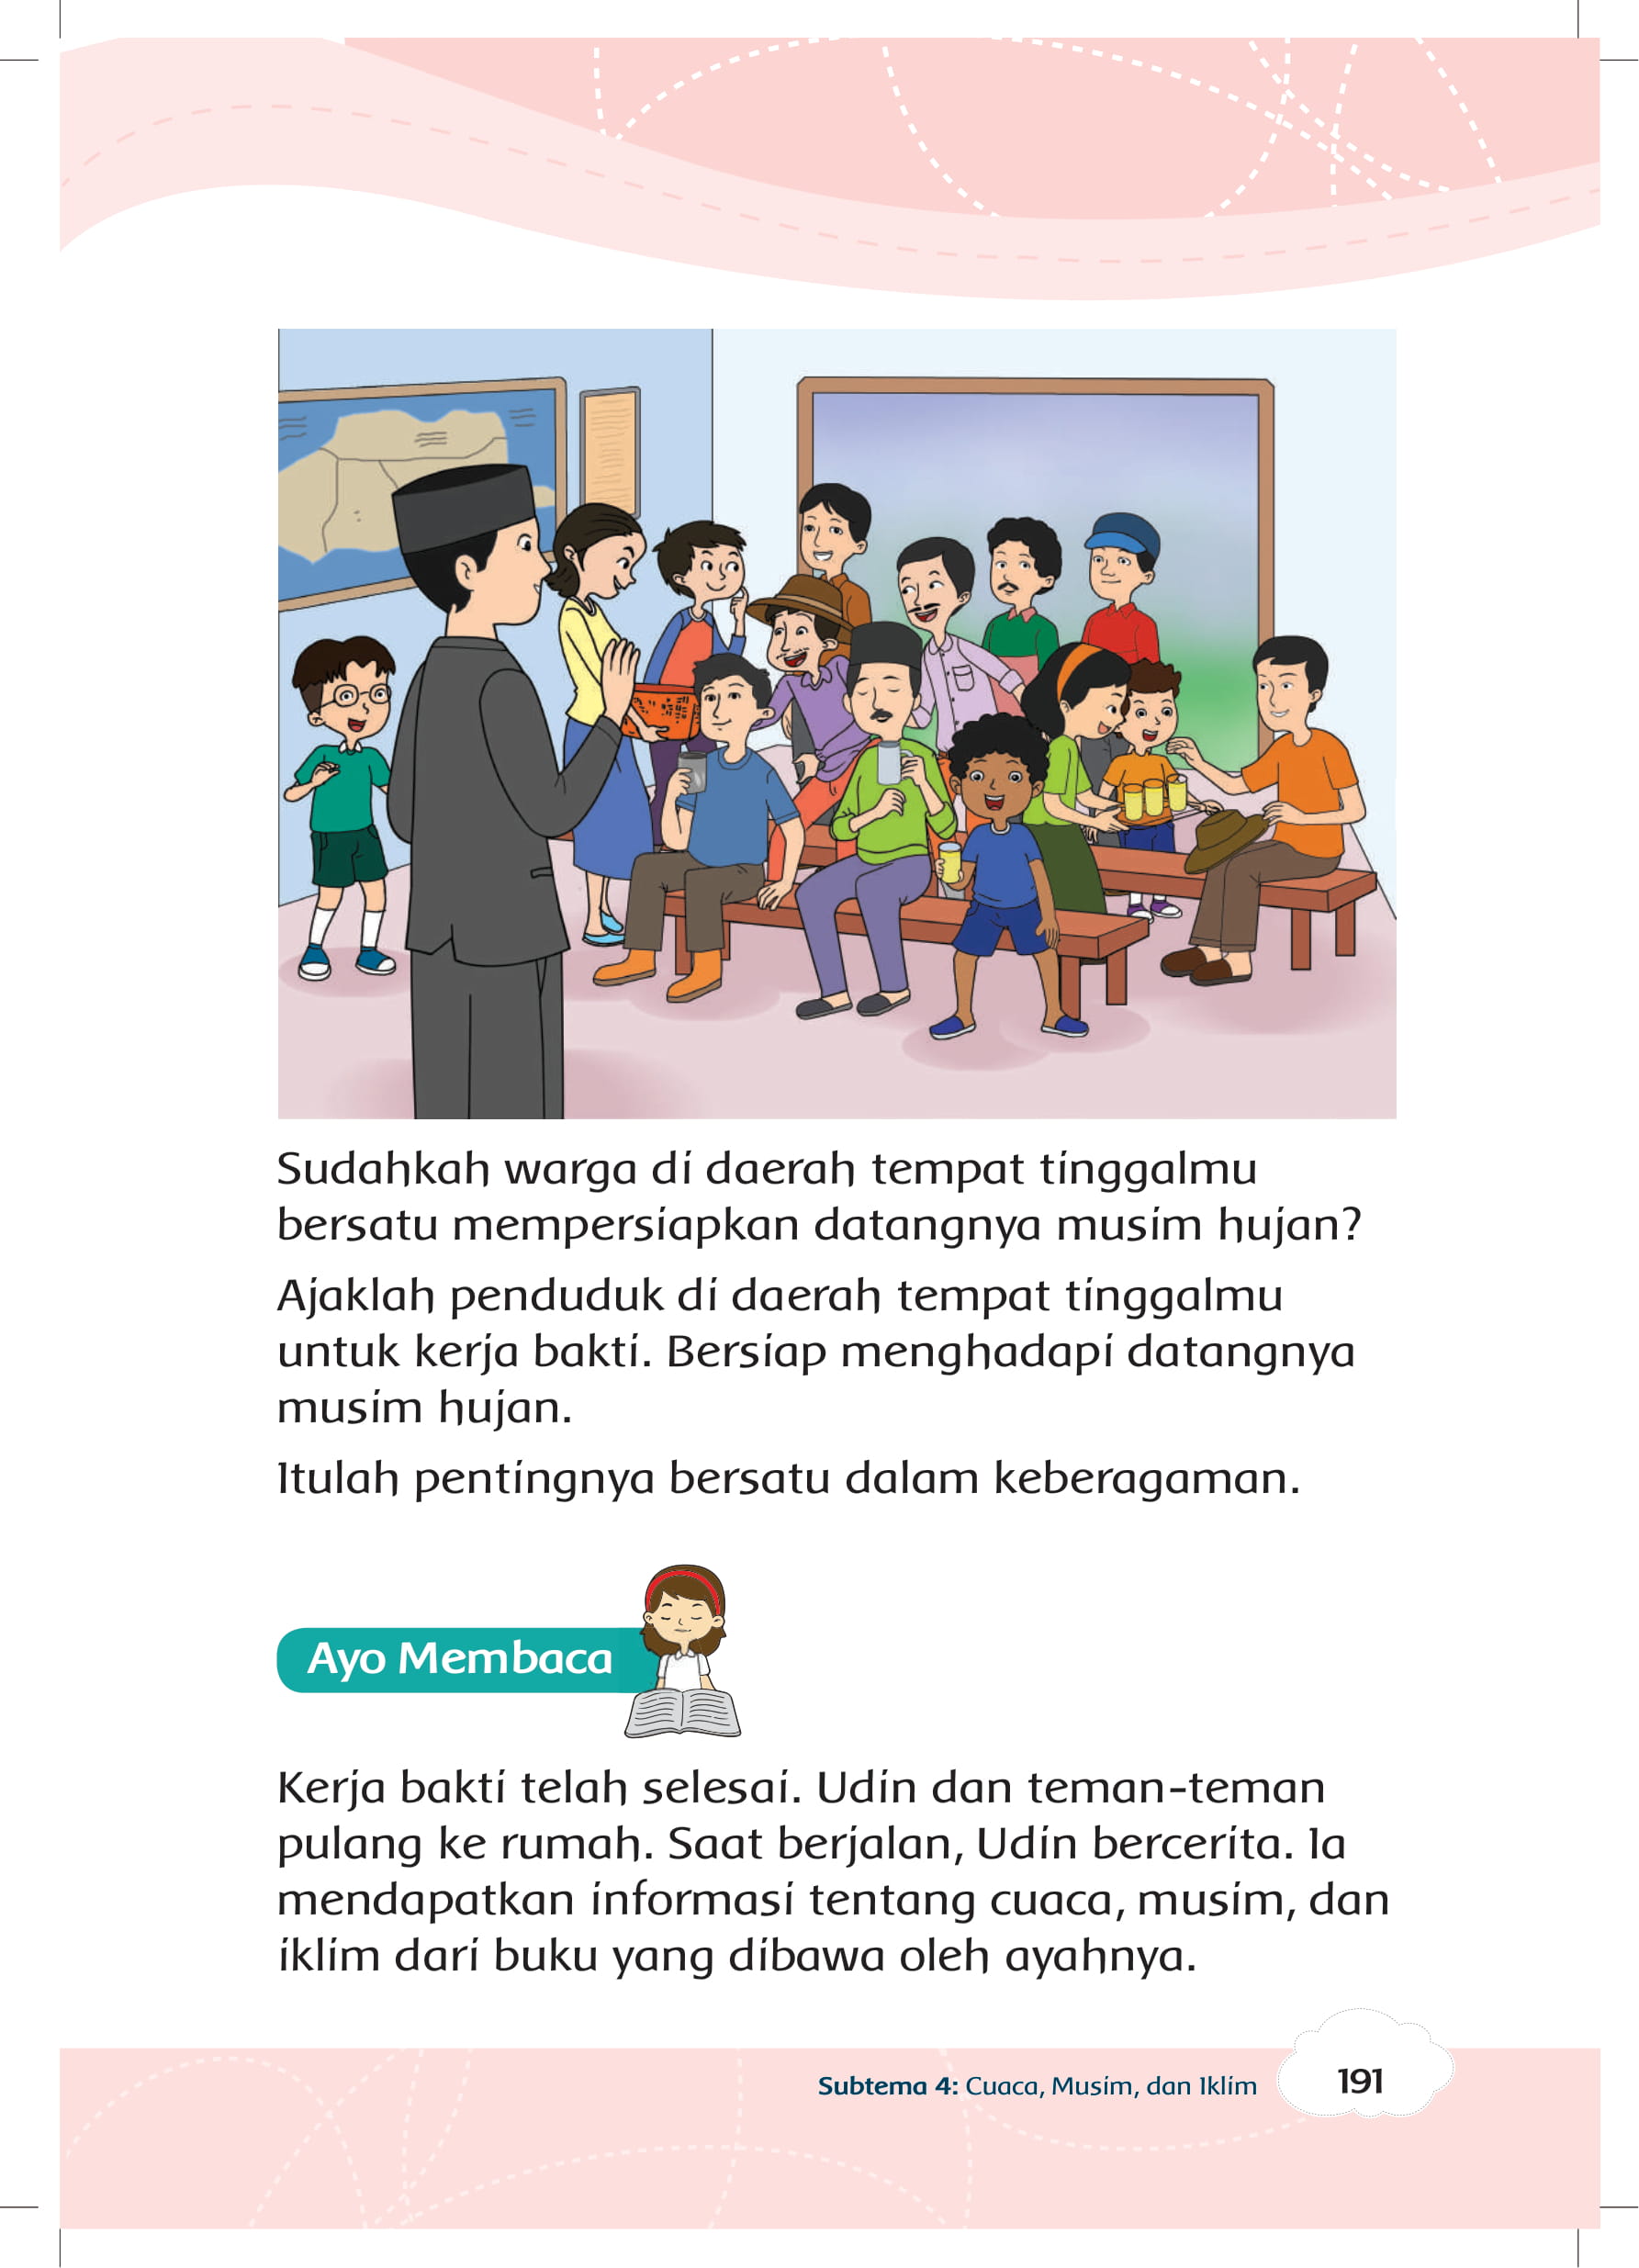 Sudahkah warga di daerah tempat tinggalmu
bersatu mempersiapkan datangnya musim hujan?
Ajaklah penduduk di daerah tempat tinggalmu
untuk kerja bakti. Bersiap menghadapi datangnya
musim hujan.
Itulah pentingnya bersatu dalam keberagaman.
Ayo Membaca
Kerja bakti telah selesai. Udin dan teman-teman
pulang ke rumah. Saat berjalan, Udin bercerita. Ia
mendapatkan informasi tentang cuaca, musim, dan
iklim dari buku yang dibawa oleh ayahnya.
Subtema 4: Cuaca, Musim, dan Iklim
191